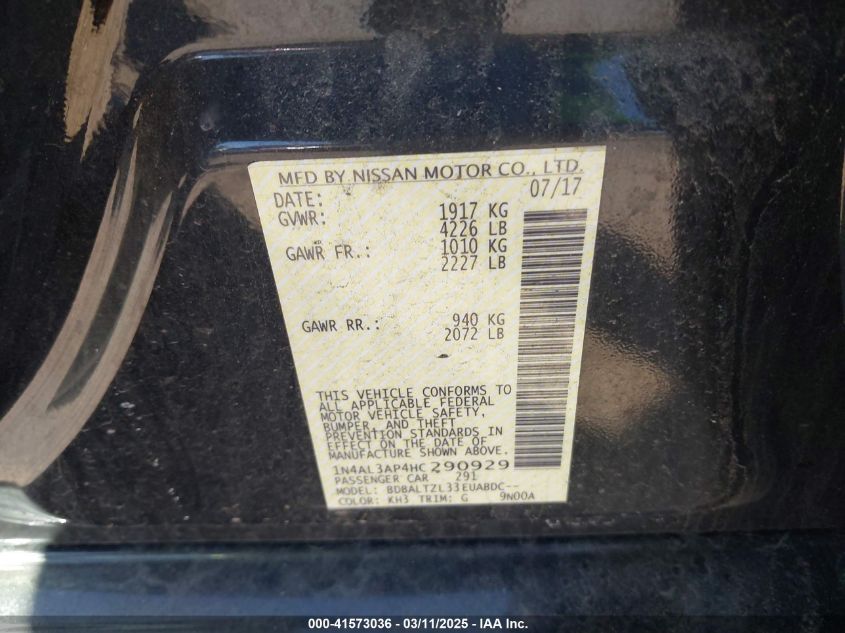 MFD BY NISSAN MOTOR CO., LTD.
DATE: 07/17
GVWR: 1917 KG
4226 LB
GAWR FR.: 1010 KG
2227 LB
GAWR RR.: 940 KG
2072 LB
THIS VEHICLE CONFORMS TO
ALL APPLICABLE FEDERAL
MOTOR VEHICLE SAFETY,
BUMPER, AND THEFT
PREVENTION STANDARDS IN
EFFECT ON THE DATE OF
MANUFACTURE SHOWN ABOVE.
1N4AL3AP4HC290929
PASSENGER CAR 291
MODEL: BDBALTZL33EUABDC--
COLOR: KH3 TRIM: G 9N00A
000-41573036 - 03/11/2025 - IAA Inc.